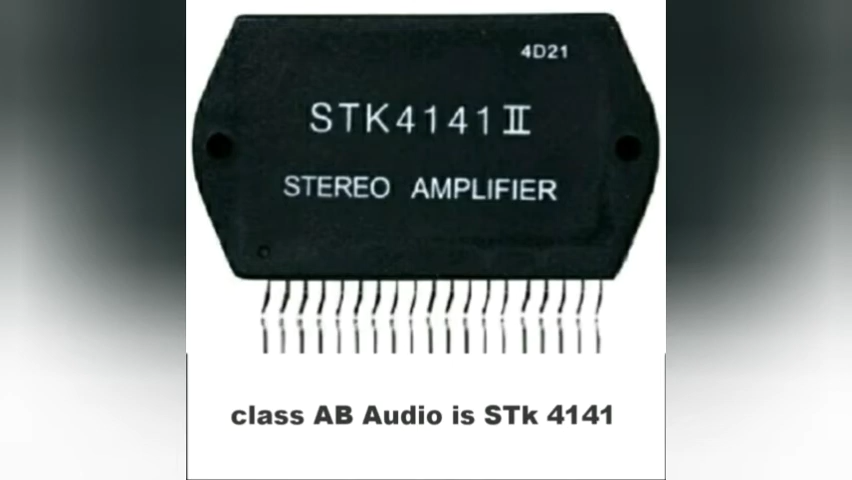 4D21
STK4141Ⅱ
STEREO AMPLIFIER
class AB Audio is STk 4141